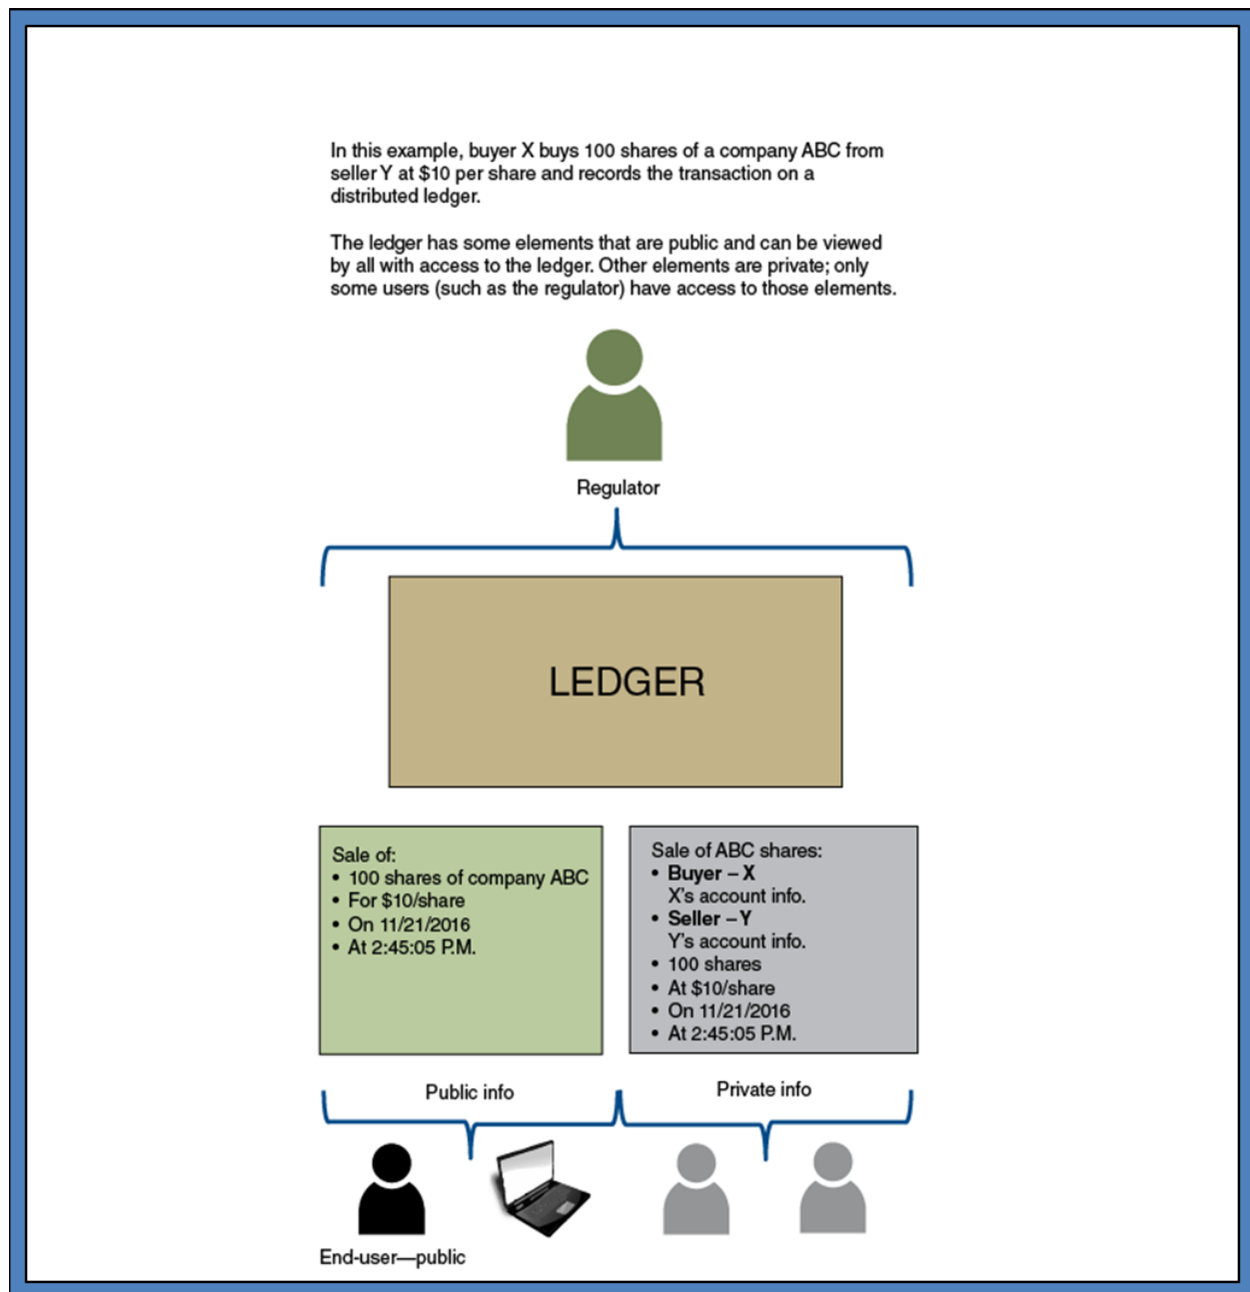 In this example, buyer X buys 100 shares of a company ABC from
seller Y at $10 per share and records the transaction on a
distributed ledger.
The ledger has some elements that are public and can be viewed
by all with access to the ledger. Other elements are private; only
some users (such as the regulator) have access to those elements.
Regulator
LEDGER
Sale of:
• 100 shares of company ABC
• For $10/share
• On 11/21/2016
• At 2:45:05 P.M.
Sale of ABC shares:
• Buyer – X
X's account info.
• Seller – Y
Y's account info.
• 100 shares
• At $10/share
• On 11/21/2016
• At 2:45:05 P.M.
Public info
Private info
End-user—public